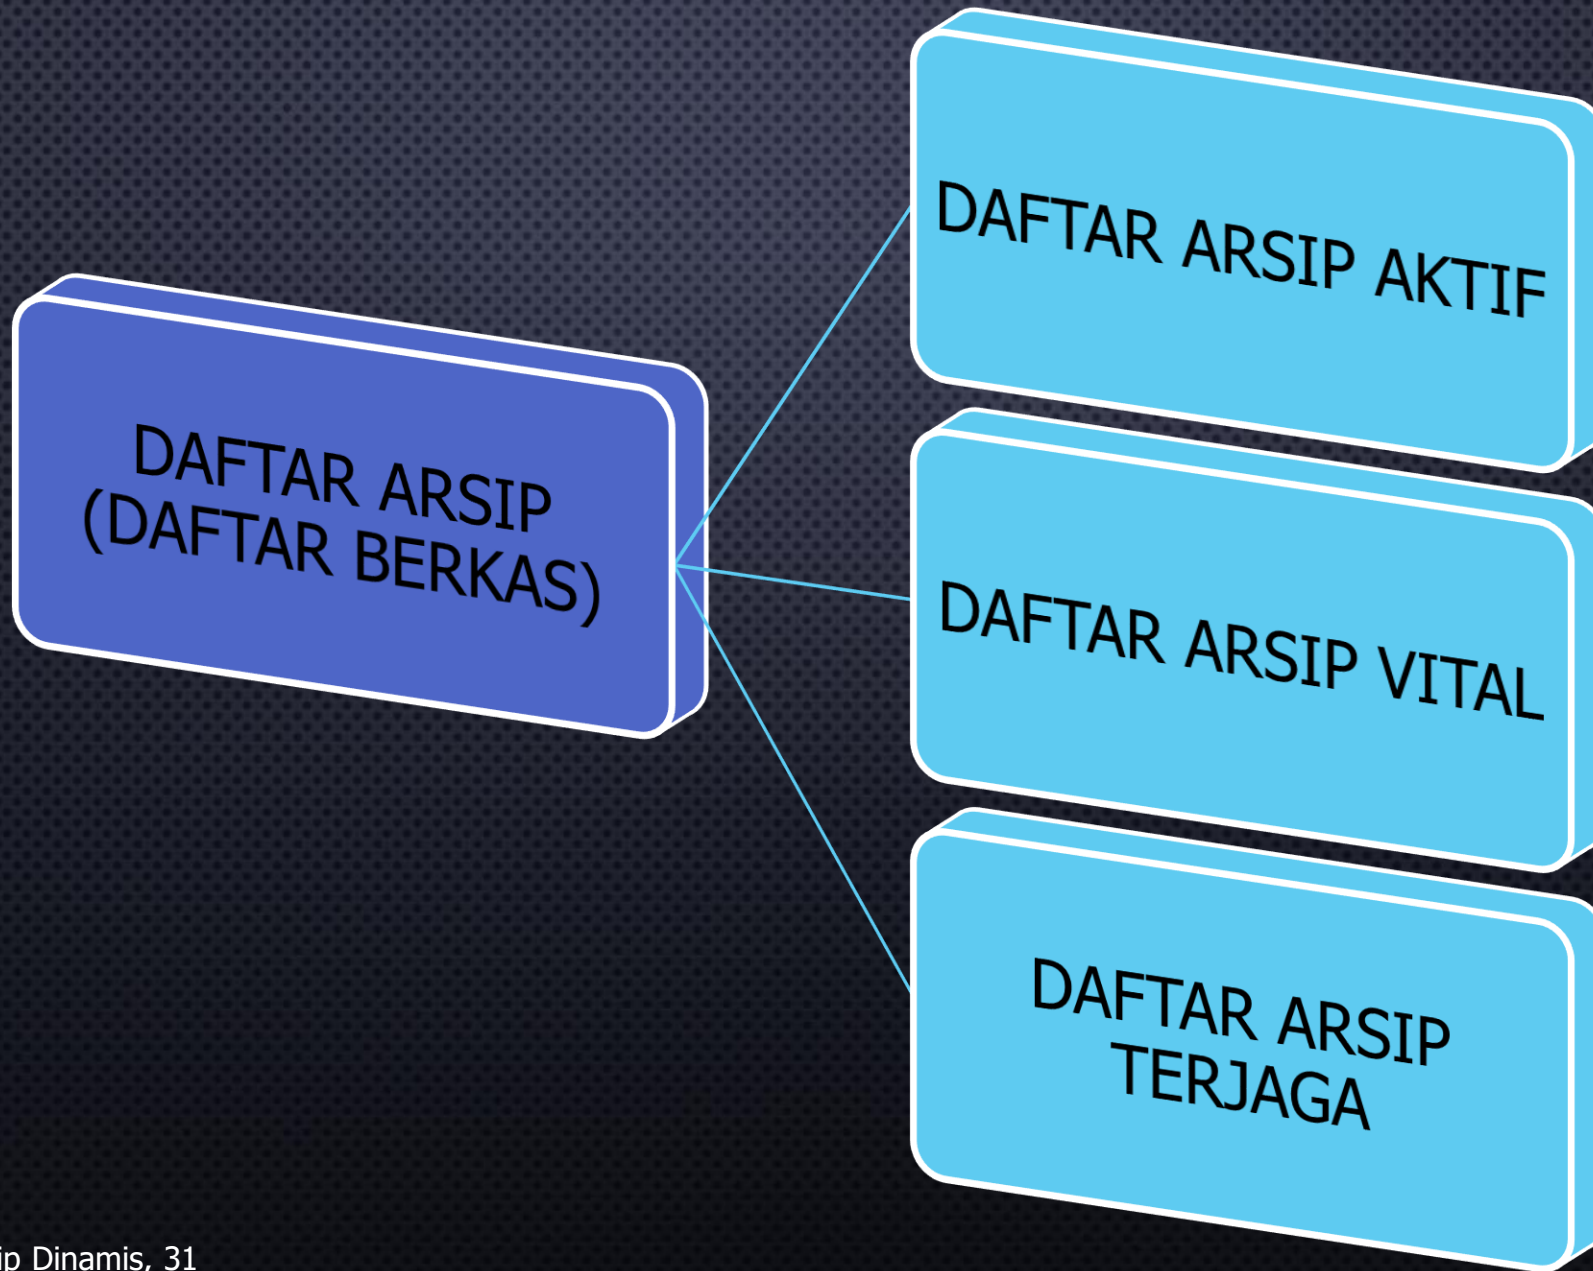 DAFTAR ARSIP
(DAFTAR BERKAS)
DAFTAR ARSIP AKTIF
DAFTAR ARSIP VITAL
DAFTAR ARSIP
TERJAGA
Dinamis, 31